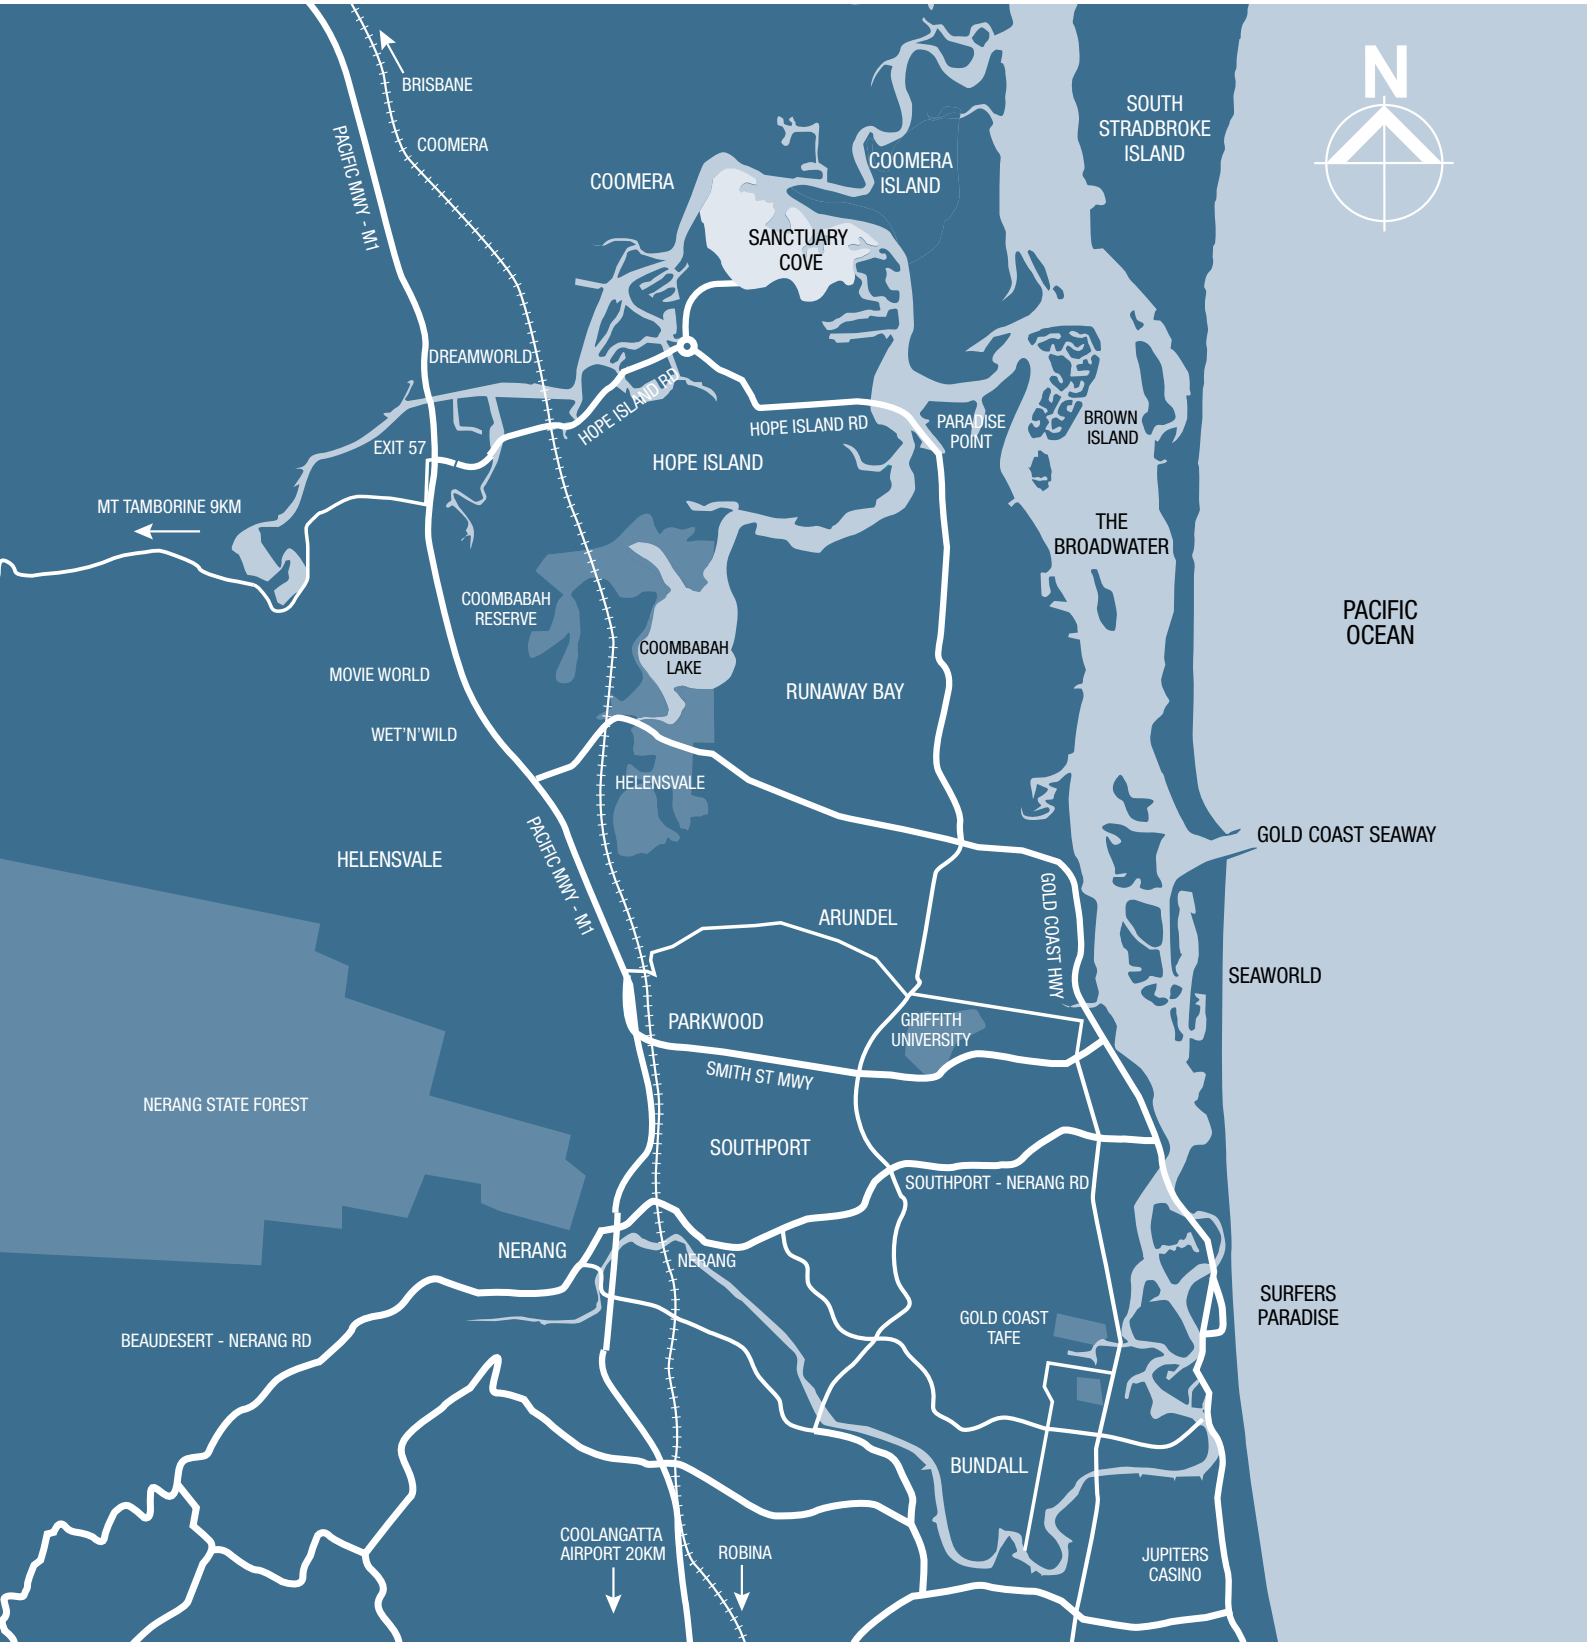 N
BRISBANE
SOUTH
STRADBROKE
ISLAND
COOMERA
PACIFIC MWY - M1
COOMERA
COOMERA
ISLAND
SANCTUARY
COVE
DREAMWORLD
HOPE ISLAND RD
HOPE ISLAND RD
PARADISE
POINT
BROWN
ISLAND
EXIT 57
HOPE ISLAND
MT TAMBORINE 9KM
THE
BROADWATER
COOMBABAH
RESERVE
PACIFIC
OCEAN
COOMBABAH
LAKE
MOVIE WORLD
RUNAWAY BAY
WET'N'WILD
HELENSVALE
GOLD COAST SEAWAY
HELENSVALE
PACIFIC MWY - M1
GOLD COAST HWY
ARUNDEL
SEAWORLD
PARKWOOD
GRIFFITH
UNIVERSITY
SMITH ST MWY
NERANG STATE FOREST
SOUTHPORT
SOUTHPORT - NERANG RD
NERANG
NERANG
SURFERS
PARADISE
GOLD COAST
TAFE
BEAUDESERT - NERANG RD
BUNDALL
COOLANGATTA
AIRPORT 20KM
ROBINA
JUPITERS
CASINO